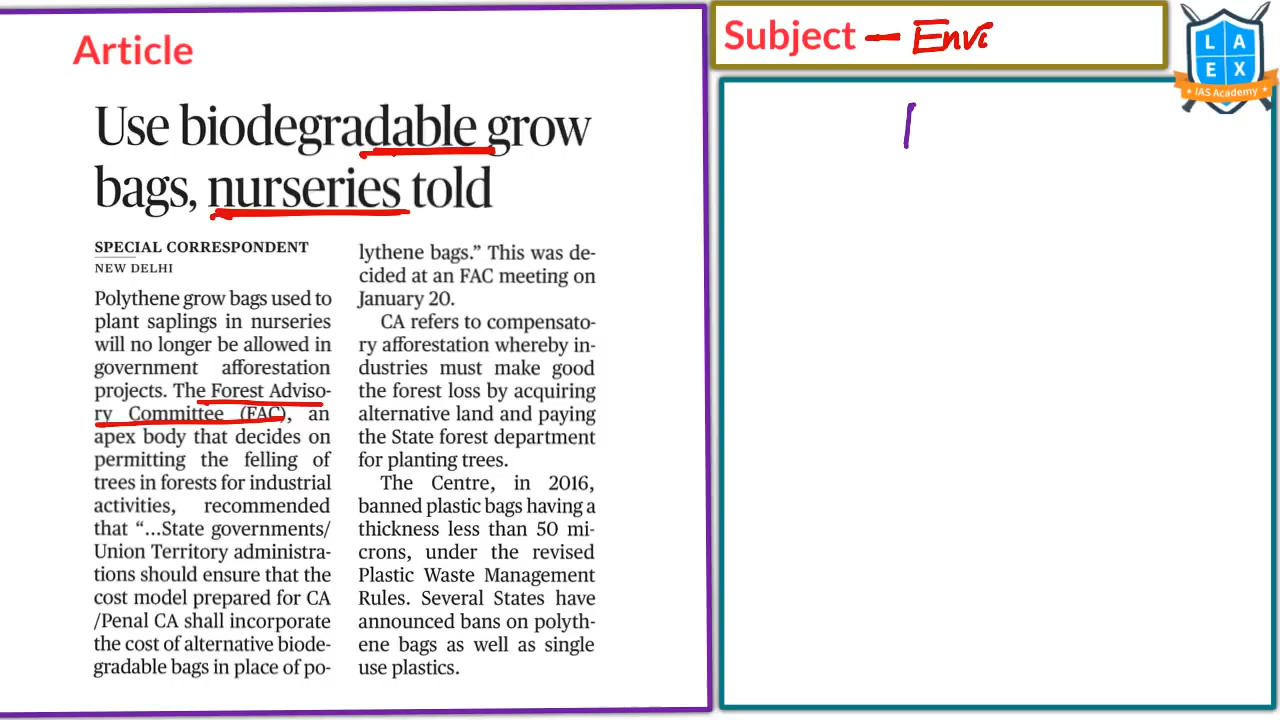 Article
Use biodegradable grow
bags, nurseries told
SPECIAL CORRESPONDENT
NEW DELHI
Polythene grow bags used to
plant saplings in nurseries
will no longer be allowed in
government afforestation
projects. The Forest Adviso-
ry Committee (FAC), an
apex body that decides on
permitting the felling of
trees in forests for industrial
activities, recommended
that “...State governments/
Union Territory administra-
tions should ensure that the
cost model prepared for CA
/Penal CA shall incorporate
the cost of alternative biode-
gradable bags in place of po-
lythene bags.” This was de-
cided at an FAC meeting on
January 20.
CA refers to compensato-
ry afforestation whereby in-
dustries must make good
the forest loss by acquiring
alternative land and paying
the State forest department
for planting trees.
The Centre, in 2016,
banned plastic bags having a
thickness less than 50 mi-
crons, under the revised
Plastic Waste Management
Rules. Several States have
announced bans on polyth-
ene bags as well as single
use plastics.
Subject — Envi
L A
E X
IAS Academy